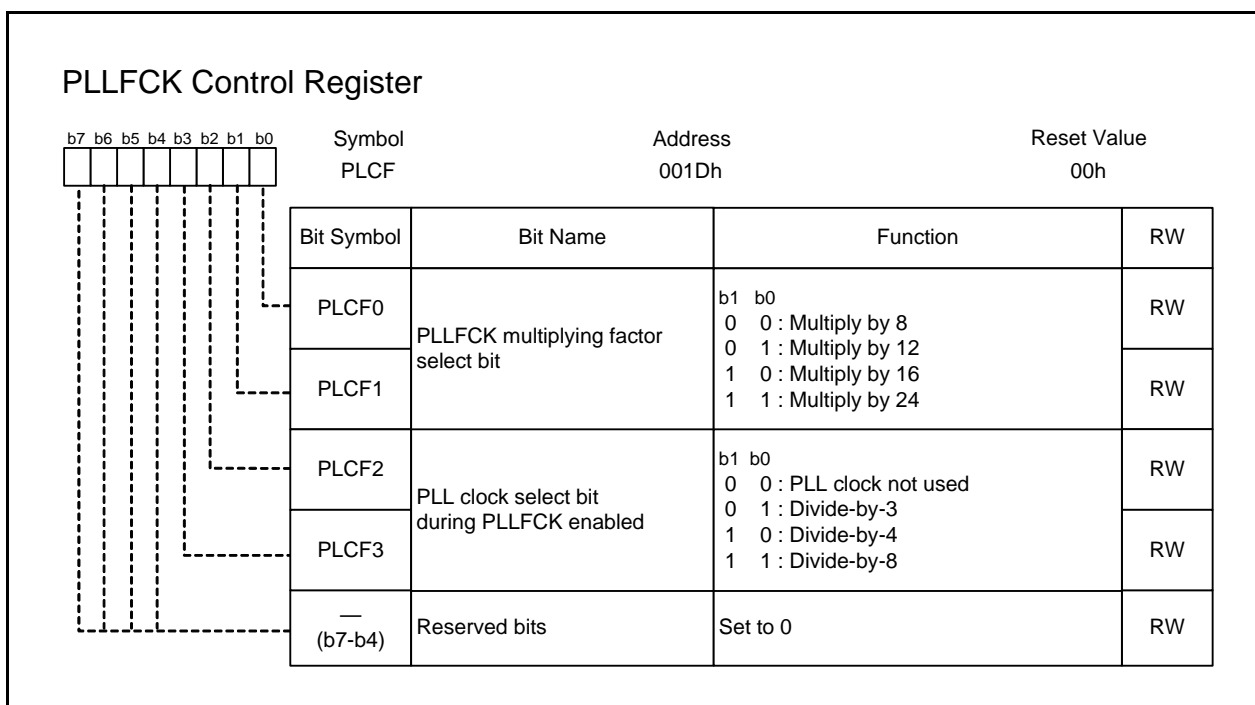 PLLFCK Control Register
b7 b6 b5 b4 b3 b2 b1 b0
Symbol Address Reset Value
PLCF 001Dh 00h
Bit Symbol Bit Name Function RW
PLCF0
PLCF1
PLLFCK multiplying factor
select bit
b1 b0
0 0 : Multiply by 8
0 1 : Multiply by 12
1 0 : Multiply by 16
1 1 : Multiply by 24
RW
RW
PLCF2
PLCF3
PLL clock select bit
during PLLFCK enabled
b1 b0
0 0 : PLL clock not used
0 1 : Divide-by-3
1 0 : Divide-by-4
1 1 : Divide-by-8
RW
RW
—
(b7-b4)
Reserved bits
Set to 0
RW